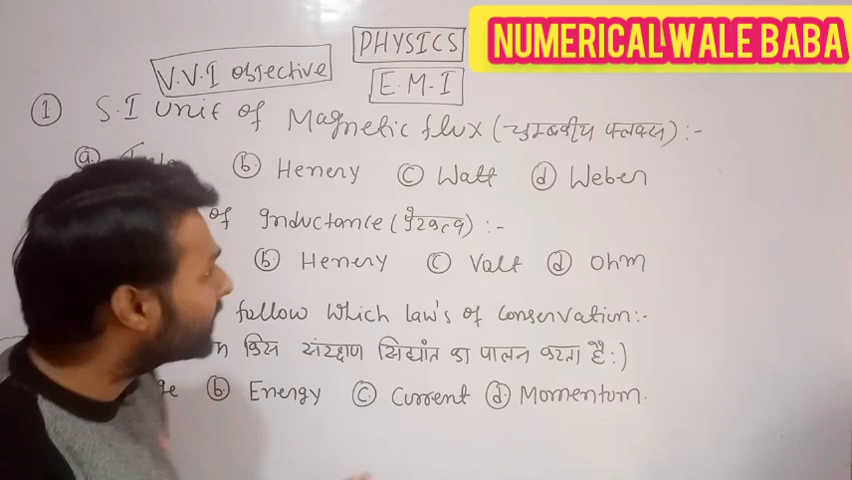 NUMERICAL WALE BABA
PHYSICS
V.V.I Objective
E.M.I
① S.I Unit of Magnetic flux (चुम्बकीय फ्लक्स) :-
ⓐ ⓑ Henery ⓒ Watt ⓓ Weber
of Inductance (प्रेरकत्व) :-
ⓑ Henery ⓒ Volt ⓓ Ohm
follow Which law's of Conservation:-
किस संरक्षण सिद्धांत का पालन करता है:)
ⓑ Energy ⓒ Current ⓓ Momentum.